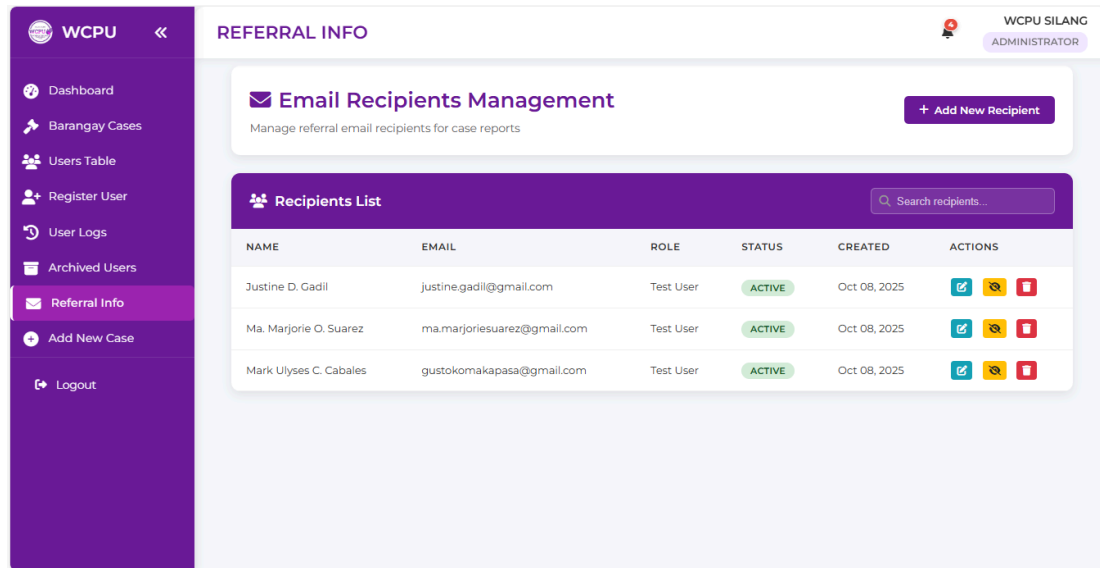 WCPU
REFERRAL INFO
4
WCPU SILANG
ADMINISTRATOR
Dashboard
Barangay Cases
Users Table
Register User
User Logs
Archived Users
Referral Info
Add New Case
Logout
Email Recipients Management
Manage referral email recipients for case reports
+ Add New Recipient
Recipients List
Search recipients...
NAME EMAIL ROLE STATUS CREATED ACTIONS
Justine D. Gadil justine.gadil@gmail.com Test User ACTIVE Oct 08, 2025
Ma. Marjorie O. Suarez ma.marjoriesuarez@gmail.com Test User ACTIVE Oct 08, 2025
Mark Ulyses C. Cabales gustokomakapasa@gmail.com Test User ACTIVE Oct 08, 2025